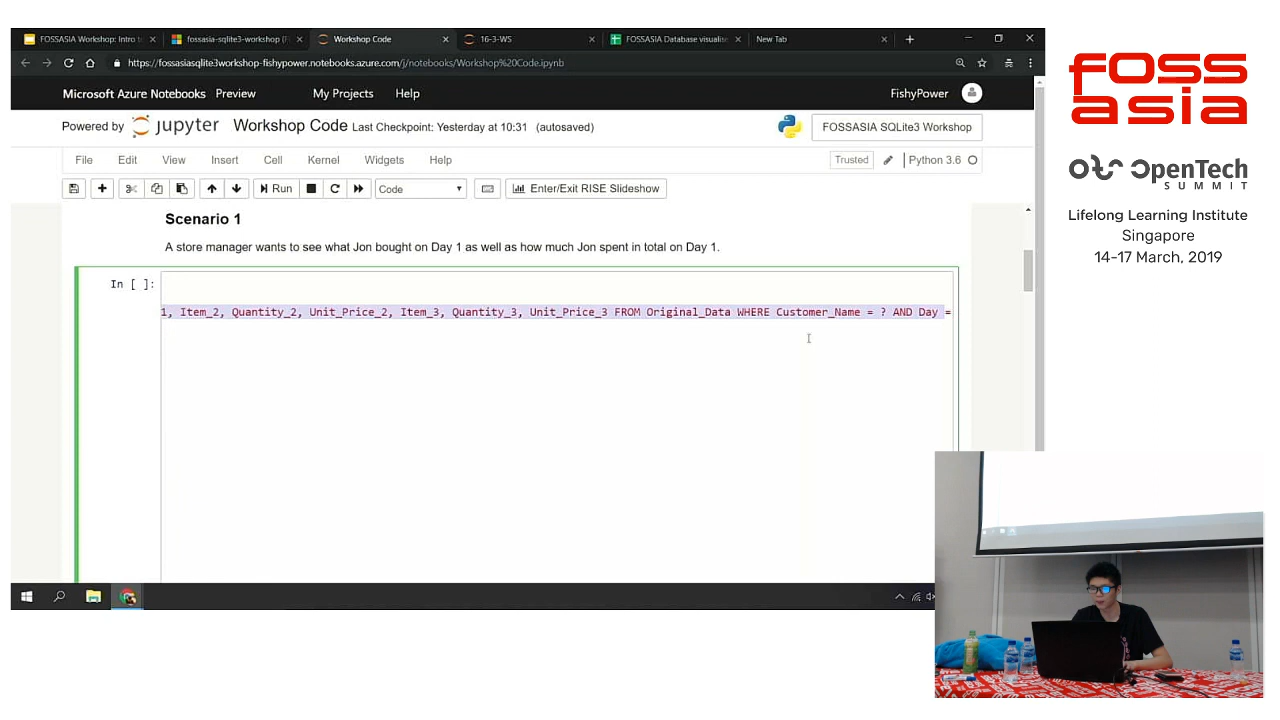 FOSSASIA Workshop: Intro t
fossasia-sqlite3-workshop (F
Workshop Code
16-3-WS
FOSSASIA Database visualise
New Tab
https://fossasiasqlite3workshop-fishypower.notebooks.azure.com/j/notebooks/Workshop%20Code.ipynb
Microsoft Azure Notebooks Preview My Projects Help FishyPower
Powered by jupyter Workshop Code Last Checkpoint: Yesterday at 10:31 (autosaved) FOSSASIA SQLite3 Workshop
File Edit View Insert Cell Kernel Widgets Help Trusted Python 3.6
Run Code Enter/Exit RISE Slideshow
Scenario 1
A store manager wants to see what Jon bought on Day 1 as well as how much Jon spent in total on Day 1.
In [ ]:
1, Item_2, Quantity_2, Unit_Price_2, Item_3, Quantity_3, Unit_Price_3 FROM Original_Data WHERE Customer_Name = ? AND Day =
FOSS
ASIA
OpenTech
SUMMIT
Lifelong Learning Institute
Singapore
14-17 March, 2019